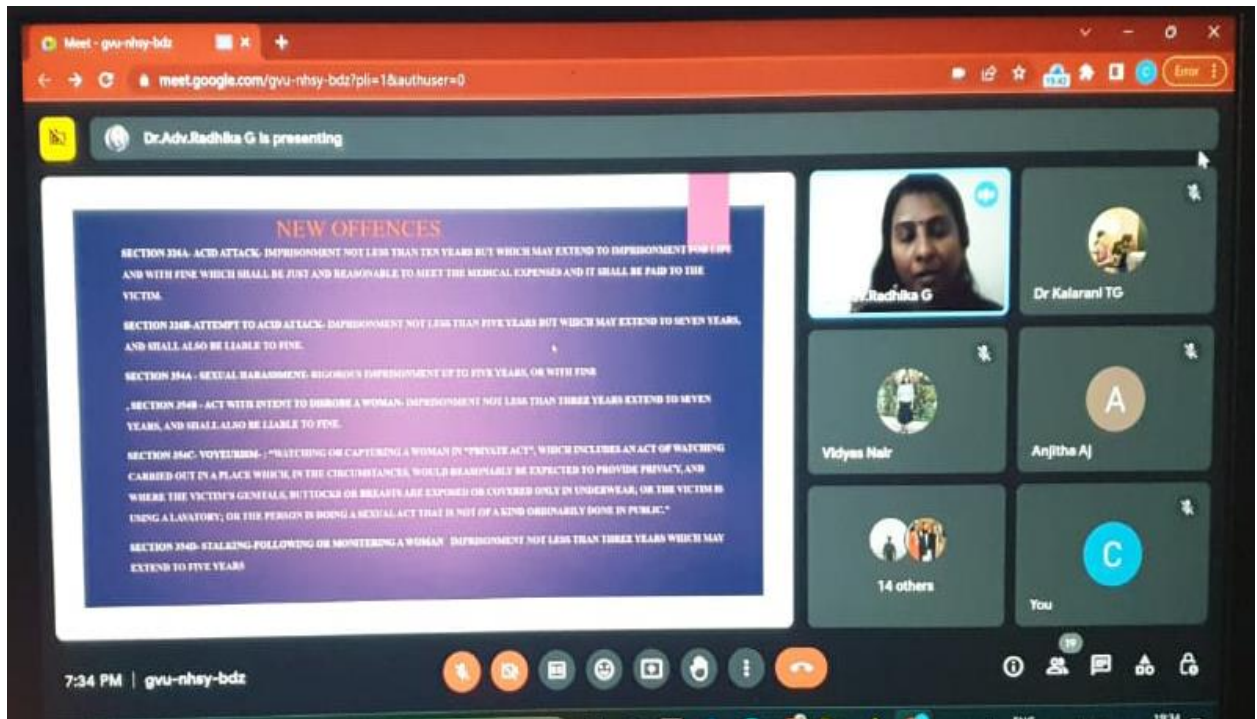 Meet - gvu-nhsy-bdz
meet.google.com/gvu-nhsy-bdz?pli=1&authuser=0
Error
Dr.Adv.Radhika G is presenting
NEW OFFENCES
SECTION 326A- ACID ATTACK- IMPRISONMENT NOT LESS THAN TEN YEARS BUT WHICH MAY EXTEND TO IMPRISONMENT FOR LIFE
AND WITH FINE WHICH SHALL BE JUST AND REASONABLE TO MEET THE MEDICAL EXPENSES AND IT SHALL BE PAID TO THE
VICTIM.
SECTION 326B-ATTEMPT TO ACID ATTACK- IMPRISONMENT NOT LESS THAN FIVE YEARS BUT WHICH MAY EXTEND TO SEVEN YEARS,
AND SHALL ALSO BE LIABLE TO FINE.
SECTION 354A - SEXUAL HARASSMENT- RIGOROUS IMPRISONMENT UP TO FIVE YEARS, OR WITH FINE
, SECTION 354B - ACT WITH INTENT TO DISROBE A WOMAN- IMPRISONMENT NOT LESS THAN THREE YEARS EXTEND TO SEVEN
YEARS, AND SHALL ALSO BE LIABLE TO FINE.
SECTION 354C- VOYEURISM- ; "WATCHING OR CAPTURING A WOMAN IN "PRIVATE ACT", WHICH INCLUDES AN ACT OF WATCHING
CARRIED OUT IN A PLACE WHICH, IN THE CIRCUMSTANCES, WOULD REASONABLY BE EXPECTED TO PROVIDE PRIVACY, AND
WHERE THE VICTIM'S GENITALS, BUTTOCKS OR BREASTS ARE EXPOSED OR COVERED ONLY IN UNDERWEAR; OR THE VICTIM IS
USING A LAVATORY; OR THE PERSON IS DOING A SEXUAL ACT THAT IS NOT OF A KIND ORDINARILY DONE IN PUBLIC."
SECTION 354D- STALKING-FOLLOWING OR MONITERING A WOMAN IMPRISONMENT NOT LESS THAN THREE YEARS WHICH MAY
EXTEND TO FIVE YEARS
Radhika G
Dr Kalarani TG
Vidyas Nair
A
Anjitha Aj
14 others
C
You
19
7:34 PM | gvu-nhsy-bdz